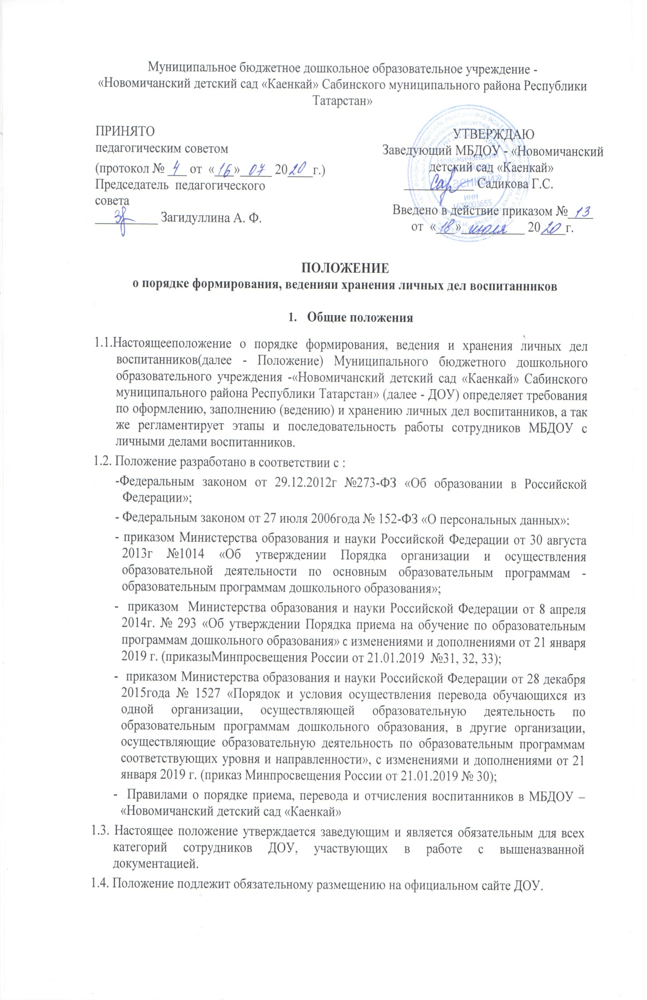 Муниципальное бюджетное дошкольное образовательное учреждение -
«Новомичанский детский сад «Каенкай» Сабинского муниципального района Республики
Татарстан»
ПРИНЯТО
педагогическим советом
(протокол № 4 от «16» 07 2020 г.)
Председатель педагогического
совета
Загидуллина А. Ф.
УТВЕРЖДАЮ
Заведующий МБДОУ - «Новомичанский
детский сад «Каенкай»
Садикова Г.С.
Введено в действие приказом № 13
от «18» июля 2020 г.
Новомичанский
детский сад
«Каенкай»
ИНН
1635003655
ПОЛОЖЕНИЕ
о порядке формирования, веденияи хранения личных дел воспитанников
1. Общие положения
1.1.Настоящееположение о порядке формирования, ведения и хранения личных дел
воспитанников(далее - Положение) Муниципального бюджетного дошкольного
образовательного учреждения -«Новомичанский детский сад «Каенкай» Сабинского
муниципального района Республики Татарстан» (далее - ДОУ) определяет требования
по оформлению, заполнению (ведению) и хранению личных дел воспитанников, а так
же регламентирует этапы и последовательность работы сотрудников МБДОУ с
личными делами воспитанников.
1.2. Положение разработано в соответствии с :
-Федеральным законом от 29.12.2012г №273-ФЗ «Об образовании в Российской
Федерации»;
- Федеральным законом от 27 июля 2006года № 152-ФЗ «О персональных данных»;
- приказом Министерства образования и науки Российской Федерации от 30 августа
2013г №1014 «Об утверждении Порядка организации и осуществления
образовательной деятельности по основным образовательным программам -
образовательным программам дошкольного образования»;
- приказом Министерства образования и науки Российской Федерации от 8 апреля
2014г. № 293 «Об утверждении Порядка приема на обучение по образовательным
программам дошкольного образования» с изменениями и дополнениями от 21 января
2019 г. (приказыМинпросвещения России от 21.01.2019 №31, 32, 33);
- приказом Министерства образования и науки Российской Федерации от 28 декабря
2015года № 1527 «Порядок и условия осуществления перевода обучающихся из
одной организации, осуществляющей образовательную деятельность по
образовательным программам дошкольного образования, в другие организации,
осуществляющие образовательную деятельность по образовательным программам
соответствующих уровня и направленности», с изменениями и дополнениями от 21
января 2019 г. (приказ Минпросвещения России от 21.01.2019 № 30);
- Правилами о порядке приема, перевода и отчисления воспитанников в МБДОУ –
«Новомичанский детский сад «Каенкай»
1.3. Настоящее положение утверждается заведующим и является обязательным для всех
категорий сотрудников ДОУ, участвующих в работе с вышеназванной
документацией.
1.4. Положение подлежит обязательному размещению на официальном сайте ДОУ.